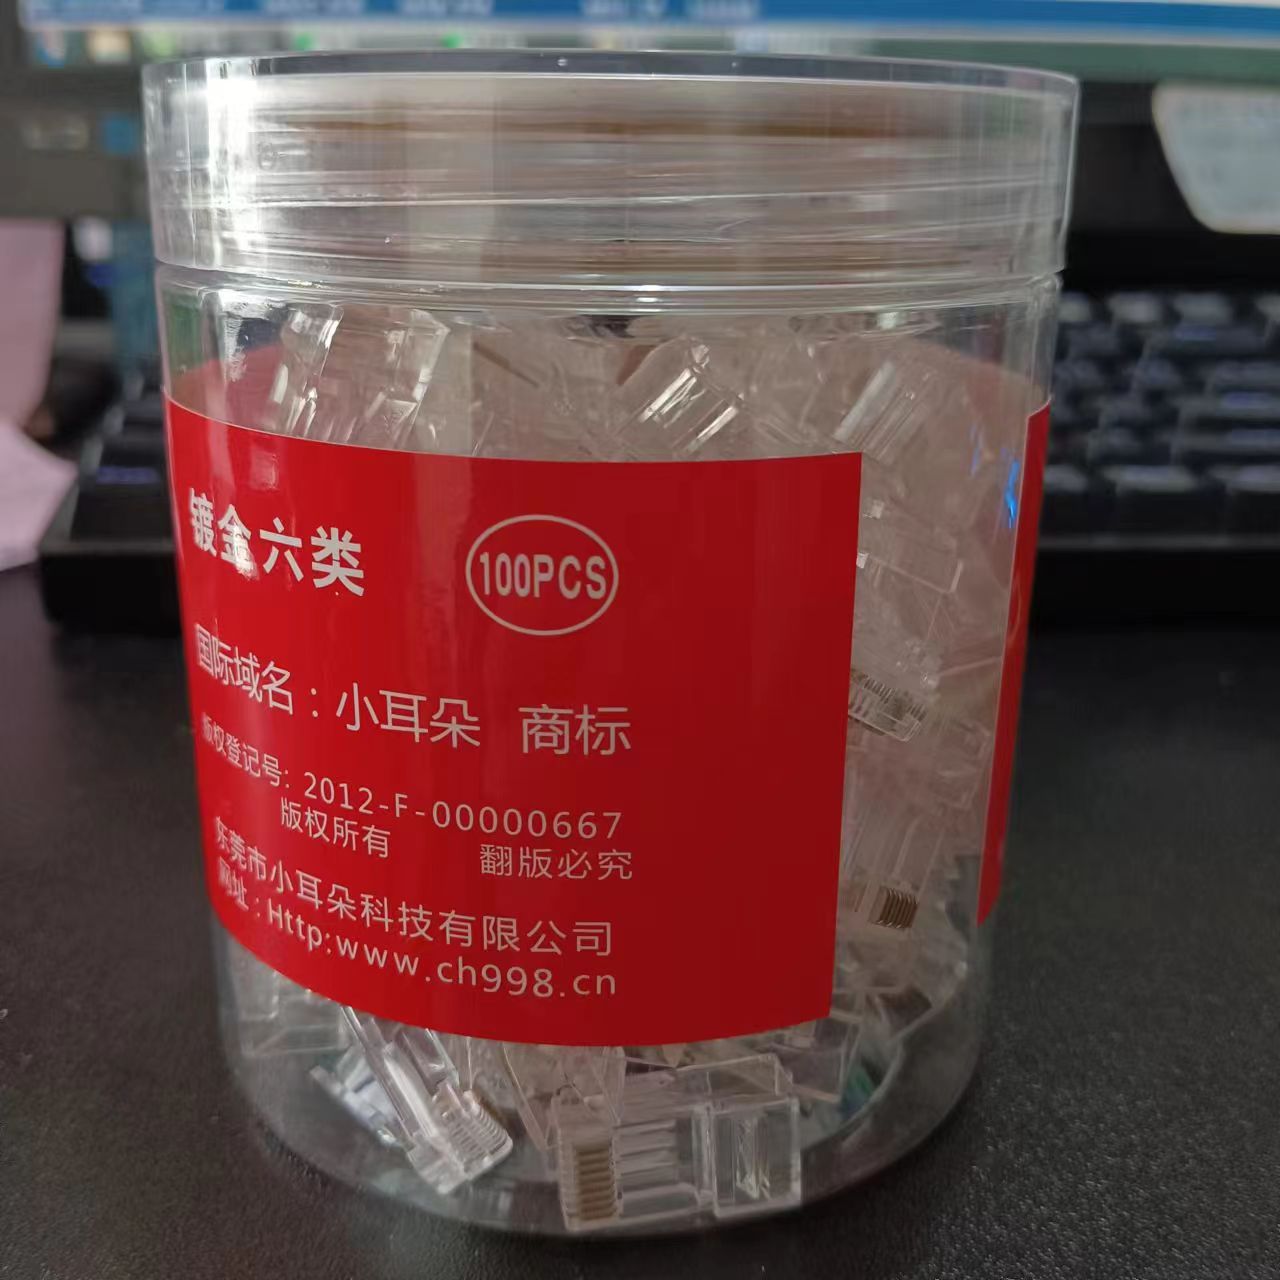 镀金六类
100PCS
国际域名：小耳朵 商标
版权登记号: 2012-F-00000667
版权所有 翻版必究
东莞市小耳朵科技有限公司
网址：Http:www.ch998.cn